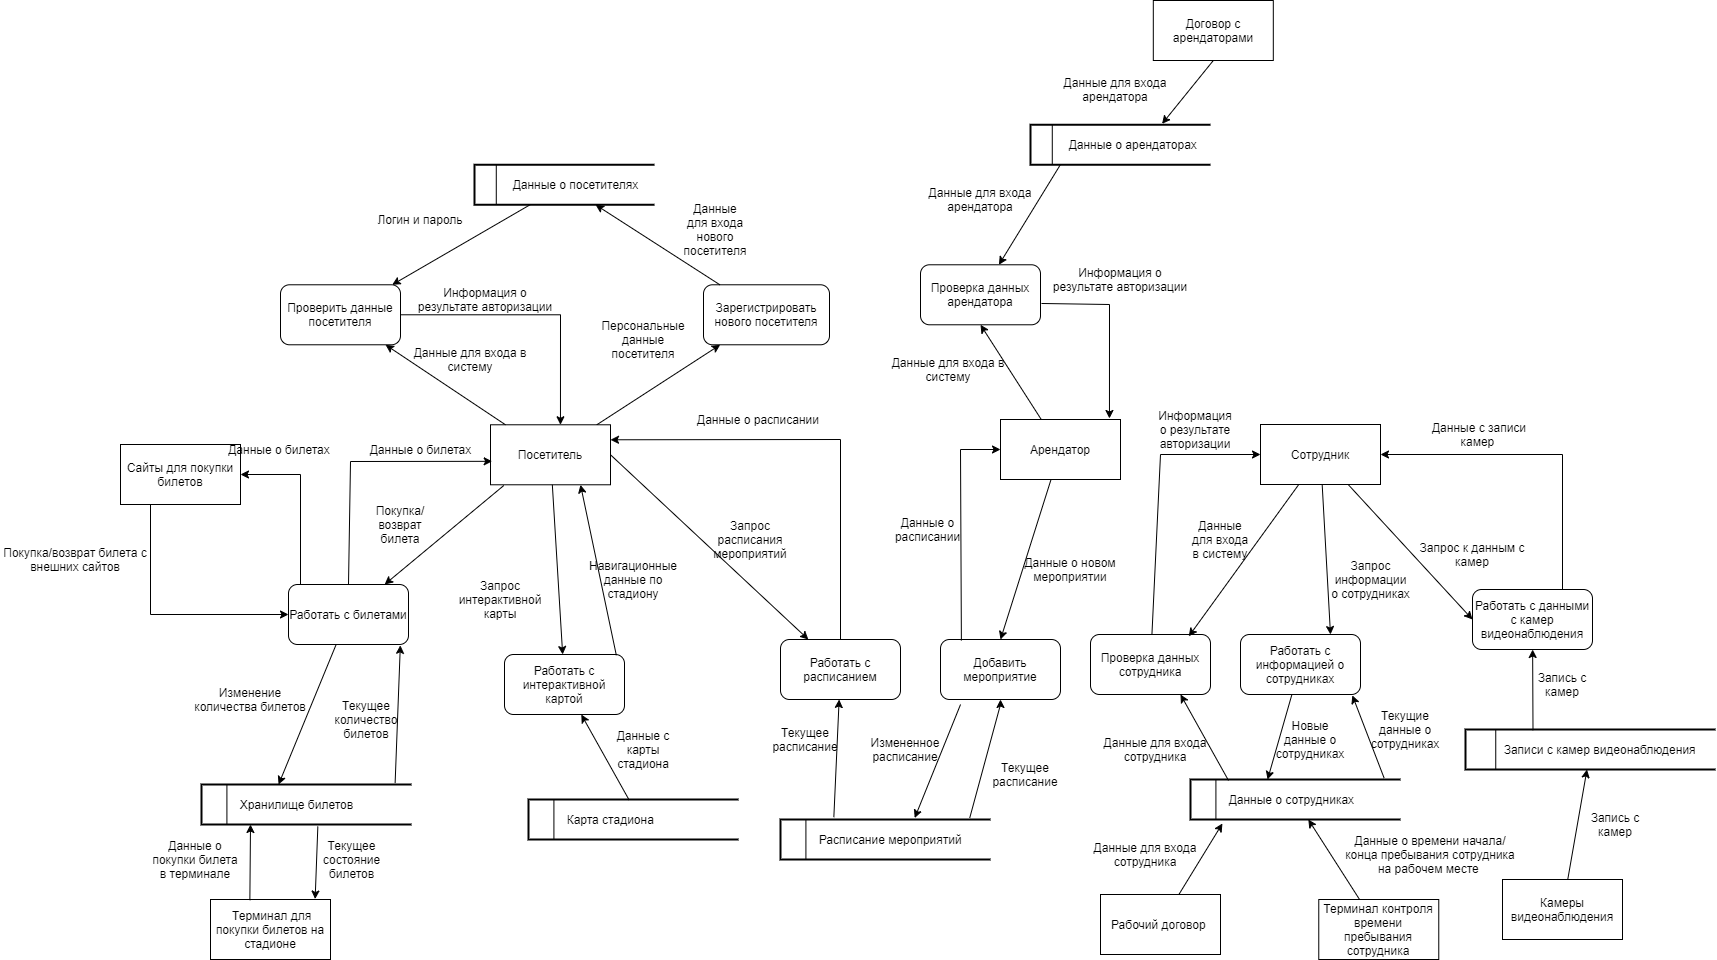 Договор с
арендаторами
Данные для входа
арендатора
Данные о арендаторах
Данные о посетителях
Данные для входа
арендатора
Логин и пароль
Данные
для входа
нового
посетителя
Проверка данных
арендатора
Информация о
результате авторизации
Проверить данные
посетителя
Информация о
результате авторизации
Зарегистрировать
нового посетителя
Персональные
данные
посетителя
Данные для входа в
систему
Данные для входа в
систему
Данные о расписании
Информация
о результате
авторизации
Данные с записи
камер
Сайты для покупки
билетов
Данные о билетах
Данные о билетах
Посетитель
Арендатор
Сотрудник
Покупка/
возврат
билета
Запрос
расписания
мероприятий
Данные о
расписании
Данные
для входа
в систему
Покупка/возврат билета с
внешних сайтов
Запрос
интерактивной
карты
Навигационные
данные по
стадиону
Данные о новом
мероприятии
Запрос
информации
о сотрудниках
Запрос к данным с
камер
Работать с билетами
Работать с
интерактивной
картой
Работать с
расписанием
Добавить
мероприятие
Проверка данных
сотрудника
Работать с
информацией о
сотрудниках
Работать с данными
с камер
видеонаблюдения
Изменение
количества билетов
Текущее
количество
билетов
Данные с
карты
стадиона
Текущее
расписание
Измененное
расписание
Текущее
расписание
Данные для входа
сотрудника
Новые
данные о
сотрудниках
Текущие
данные о
сотрудниках
Запись с
камер
Записи с камер видеонаблюдения
Хранилище билетов
Карта стадиона
Расписание мероприятий
Данные о сотрудниках
Данные о
покупки билета
в терминале
Текущее
состояние
билетов
Данные для входа
сотрудника
Данные о времени начала/
конца пребывания сотрудника
на рабочем месте
Запись с
камер
Терминал для
покупки билетов на
стадионе
Рабочий договор
Терминал контроля
времени
пребывания
сотрудника
Камеры
видеонаблюдения